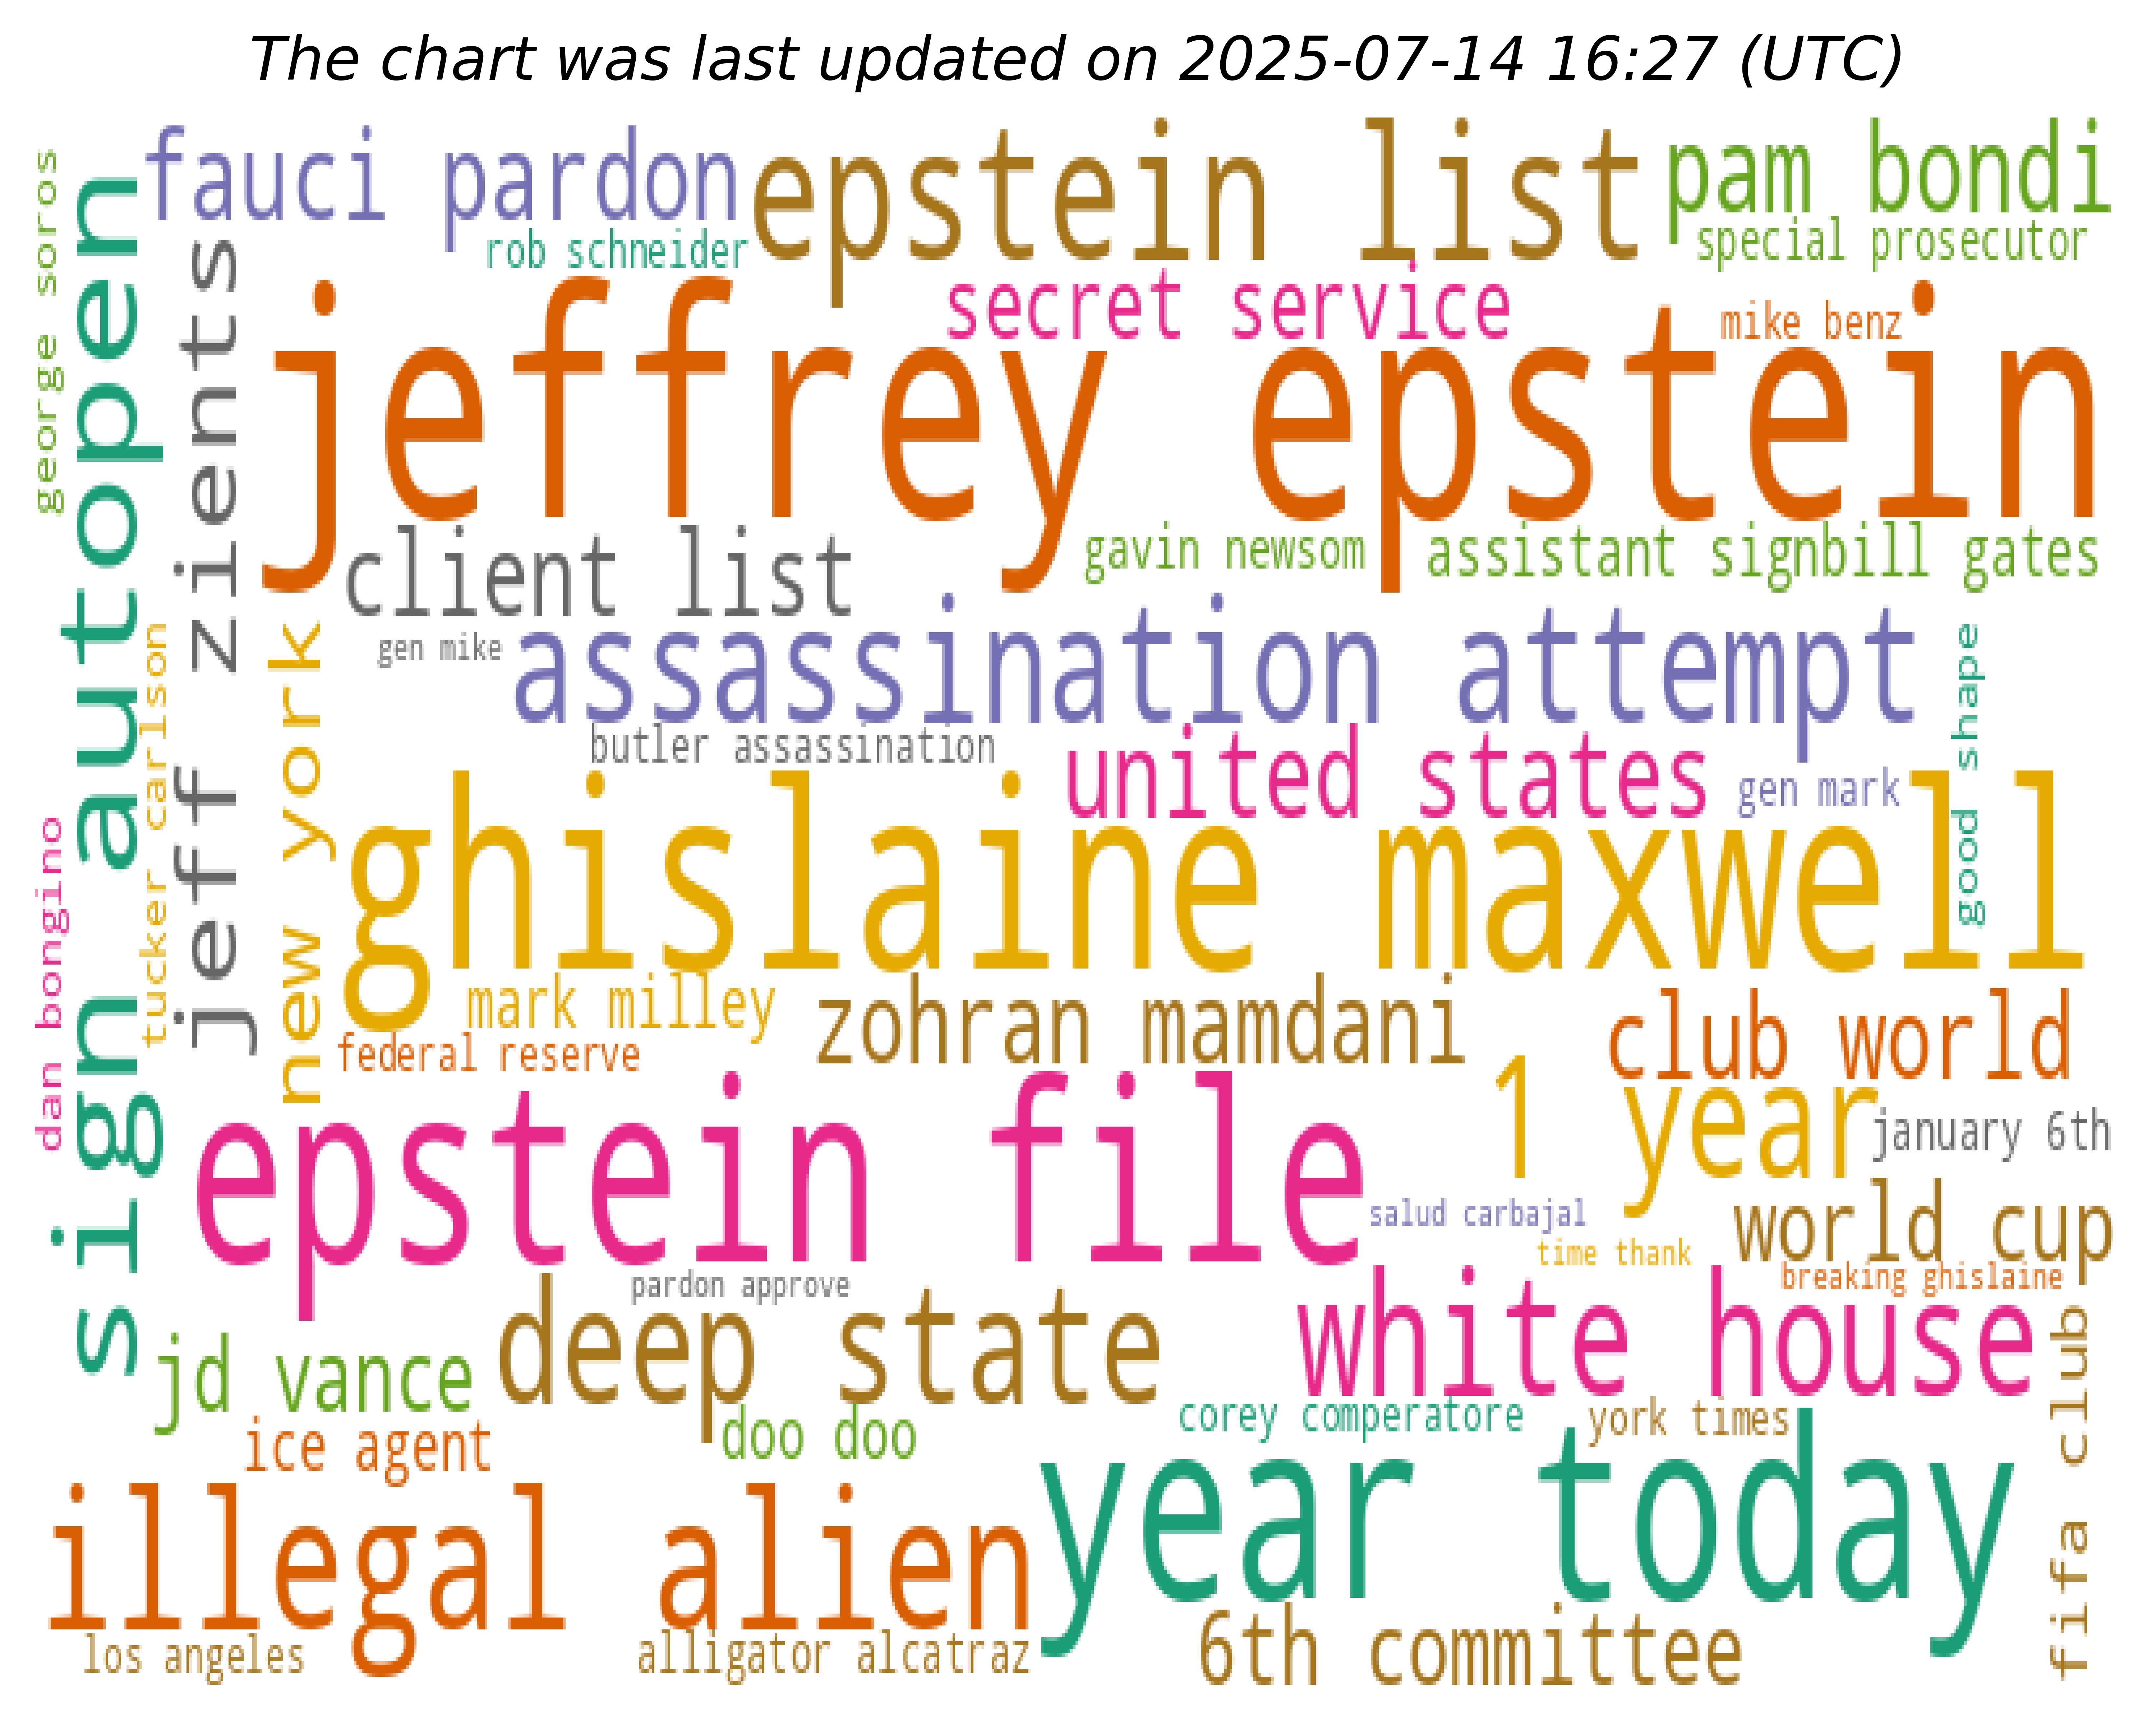 The chart was last updated on 2025-07-14 16:27 (UTC)
fauci pardon
epstein list
pam bondi
rob schneider
special prosecutor
secret service
mike benz
jeffrey epstein
george soros
sign autopen
jeff zients
client list
gavin newsom
assistant sign
bill gates
gen mike
assassination attempt
good shape
tucker carlson
new york
butler assassination
united states
gen mark
ghislaine maxwell
dan bongino
mark milley
zohran mamdani
club world
federal reserve
epstein file
1 year
january 6th
salud carbajal
world cup
time thank
pardon approve
breaking ghislaine
deep state
white house
jd vance
fifa club
ice agent
doo doo
corey comperatore
york times
illegal alien
year today
los angeles
alligator alcatraz
6th committee